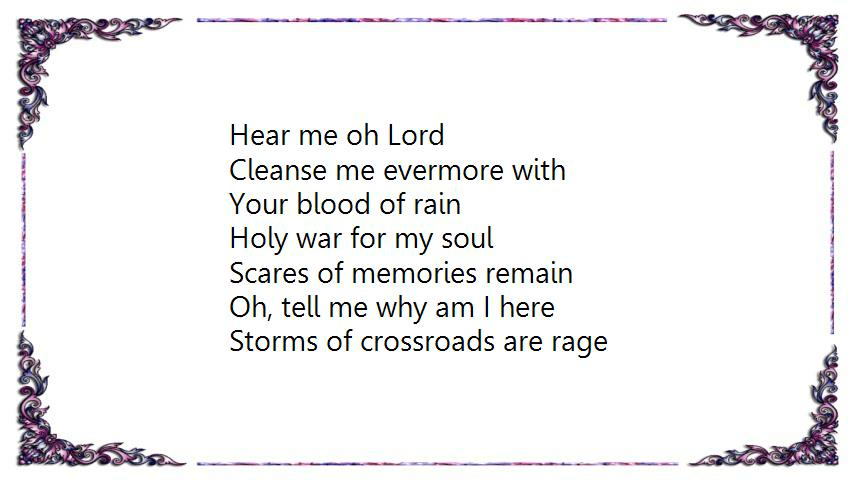 Hear me oh Lord
Cleanse me evermore with
Your blood of rain
Holy war for my soul
Scares of memories remain
Oh, tell me why am I here
Storms of crossroads are rage